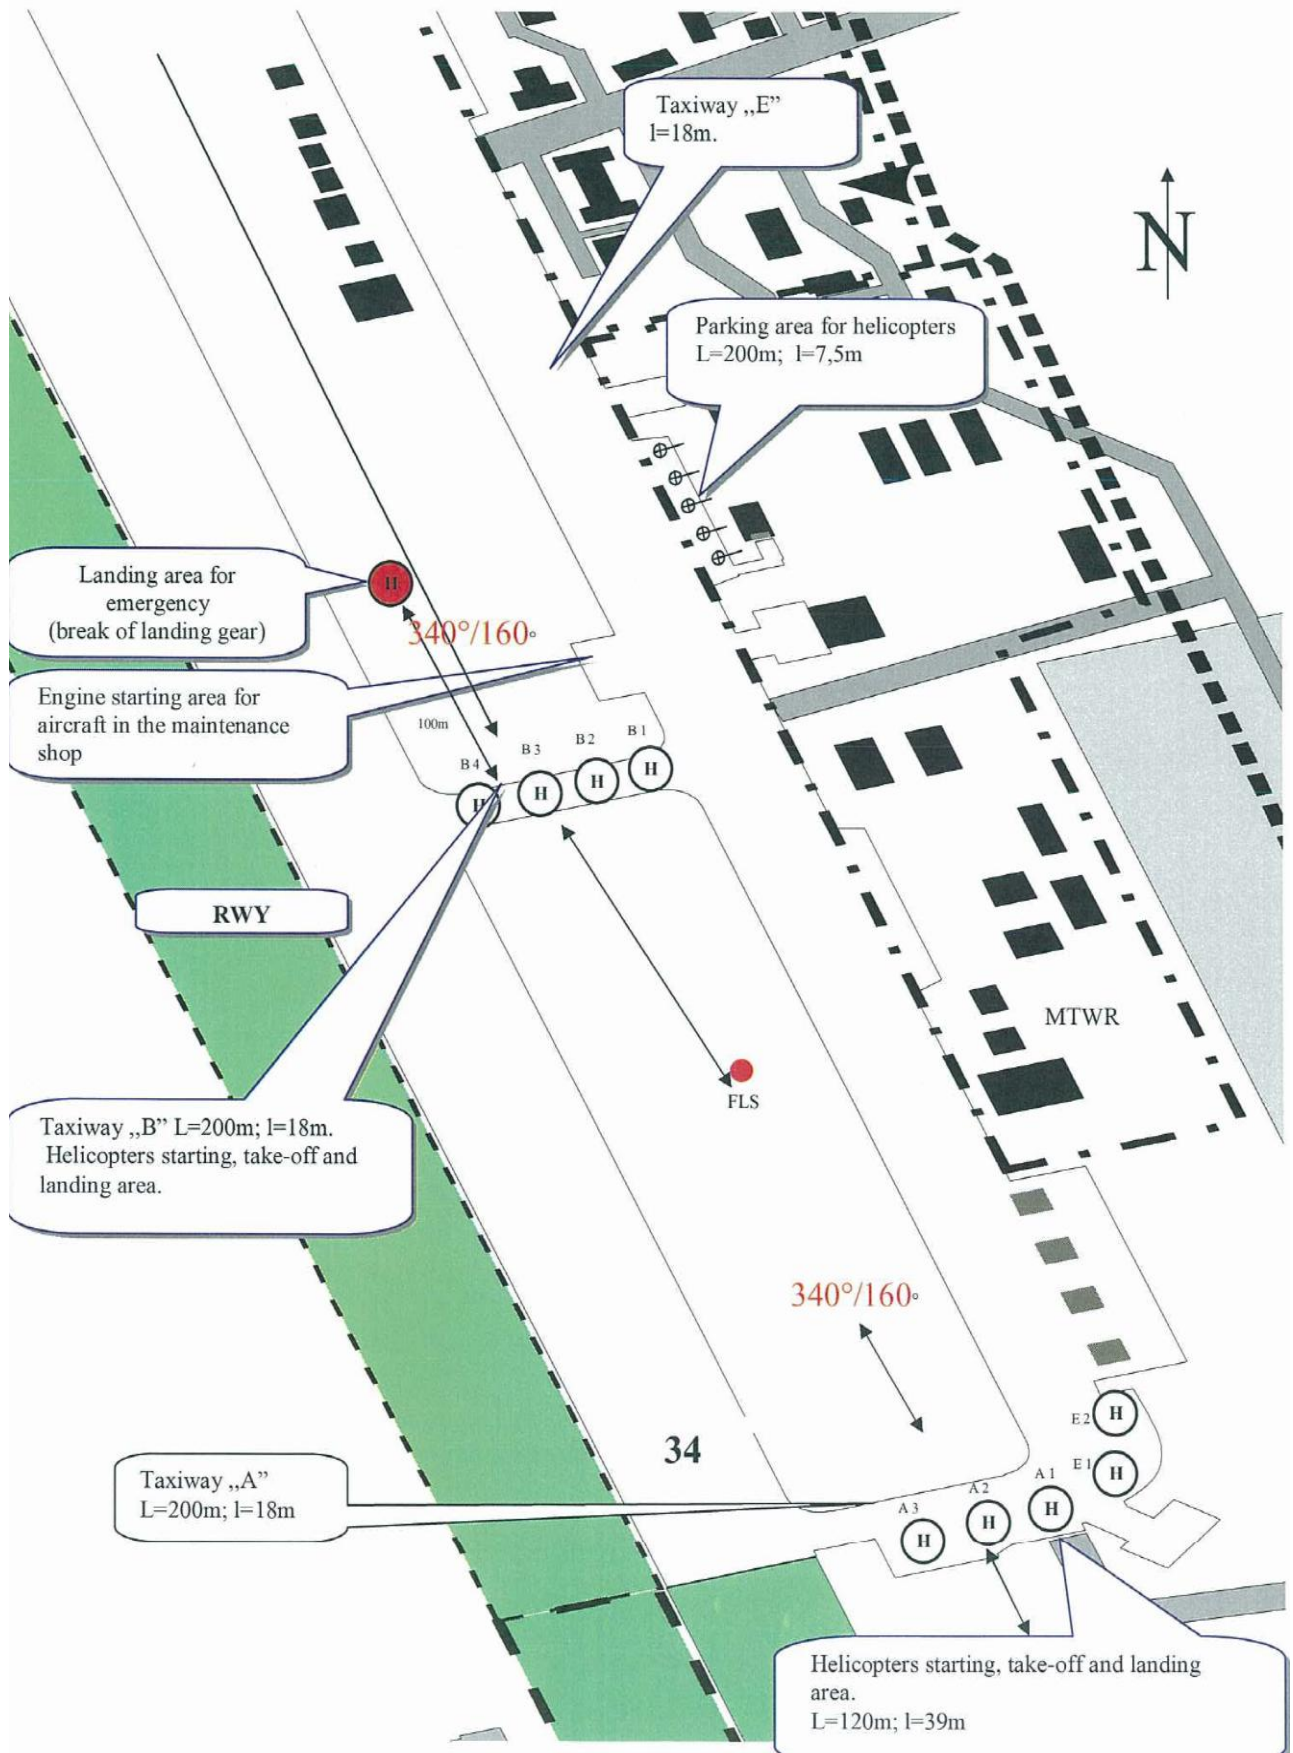 Taxiway „E”
l=18m.
N
Parking area for helicopters
L=200m; l=7,5m
Landing area for
emergency
(break of landing gear)
H
340°/160°
Engine starting area for
aircraft in the maintenance
shop
100m
B 4
B 3
B 2
B 1
H
H
H
H
RWY
MTWR
FLS
Taxiway „B” L=200m; l=18m.
Helicopters starting, take-off and
landing area.
340°/160°
34
E 2
H
E 1
H
Taxiway „A”
L=200m; l=18m
A 3
A 2
A 1
H
H
H
Helicopters starting, take-off and landing
area.
L=120m; l=39m